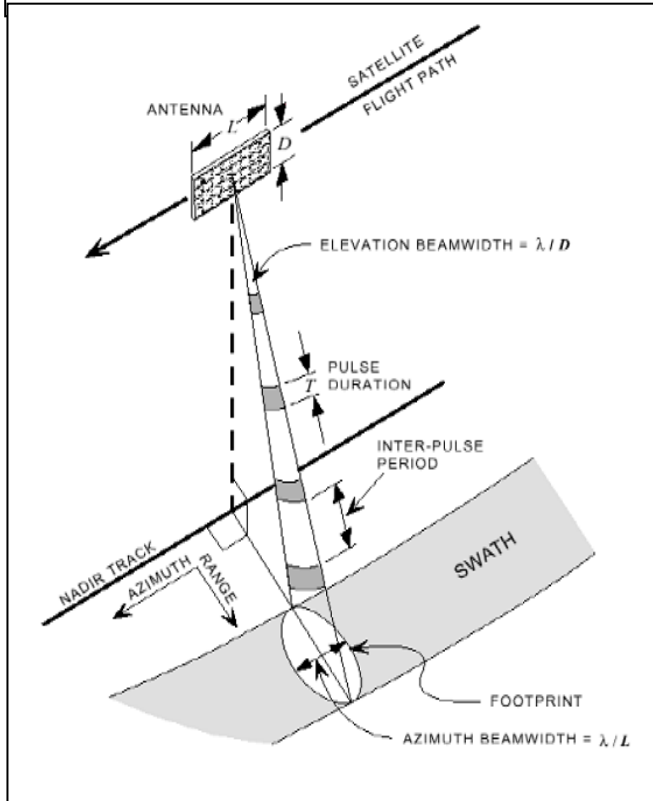 SATELLITE
FLIGHT PATH
ANTENNA
L
D
ELEVATION BEAMWIDTH = λ / D
PULSE
DURATION
T
INTER-PULSE
PERIOD
NADIR TRACK
AZIMUTH
RANGE
SWATH
FOOTPRINT
AZIMUTH BEAMWIDTH = λ / L